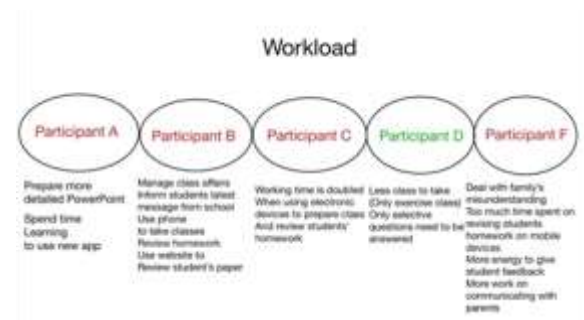 Workload
Participant A
Participant B
Participant C
Participant D
Participant F
Prepare more
detailed PowerPoint
Spend time
Learning
to use new app
Manage class affairs
Inform students latest
message from school
Use phone
to take classes
Review homework
Use website to
Review student's paper
Working time is doubled
When using electronic
devices to prepare class
And review students'
homework
Less class to take
(Only exercise class)
Only selective
questions need to be
answered
Deal with family's
misunderstanding
Too much time spent on
revising students
homework on mobile
devices
More energy to give
student feedback
More work on
communicating with
parents